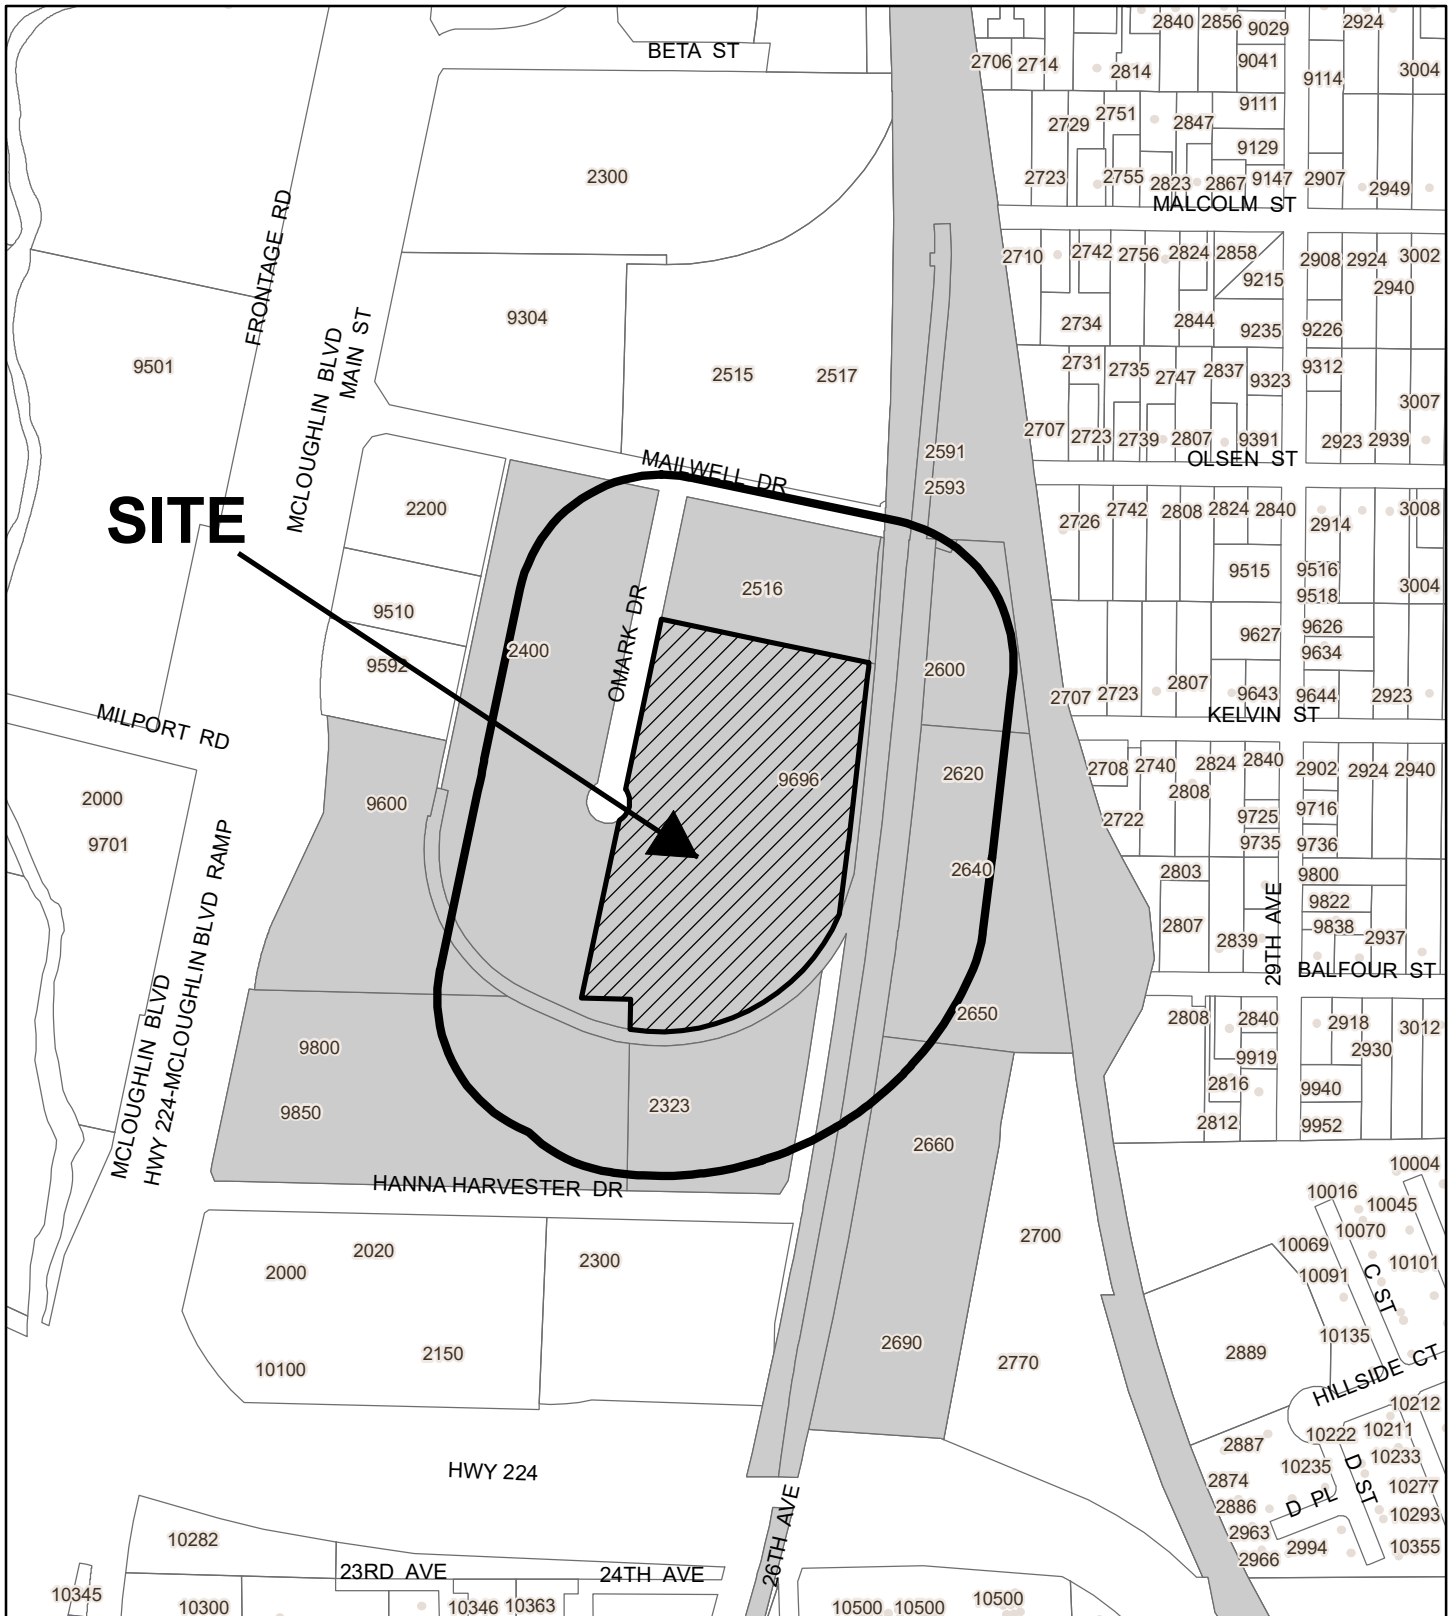 BETA ST
2840 2856 9029 2924
2706 2714 2814 9041 9114 3004
9111
2729 2751 2847
9129
2300
2723 2755 2823 2867 9147 2907 2949
MALCOLM ST
FRONTAGE RD
2710 2742 2756 2824 2858 2908 2924 3002
9215 2940
9304
2734 2844 9235 9226
MCLOUGHLIN BLVD
MAIN ST
9501
2515 2517
2731 2735 2747 2837 9323 9312
3007
2707 2723 2739 2807 9391 2923 2939
OLSEN ST
MAILWELL DR
2591
2593
SITE
2200
2726 2742 2808 2824 2840 2914 3008
2516
9515 9516 3004
9518
9510
OMARK DR
9627 9626
9634
2400
9592
2600
2707 2723 2807 9643 9644 2923
KELVIN ST
MILPORT RD
9696
2620
2708 2740 2824 2840 2902 2924 2940
2808
2000
9600
9716
2722 9725
9735 9736
9701
2640
2803 9800
9822
2807 9838
2839 2937
29TH AVE
BALFOUR ST
MCLOUGHLIN BLVD
HWY 224-MCLOUGHLIN BLVD RAMP
2650
2808 2840 2918 3012
2930
9919
9800
2816 9940
9850
2323
2812 9952
2660
10004
HANNA HARVESTER DR
10016 10045
10070
2700
10069
10101
10091
C ST
2020
2000
2300
2690
10135
2889
2150
10100
2770
HILLSIDE CT
10212
10222 10211
2887
10233
10235
D ST
HWY 224
2874
10277
2886
D PL
10293
2963
2994 10355
2966
26TH AVE
10282
23RD AVE
24TH AVE
10345
10300
10346 10363
10500 10500 10500